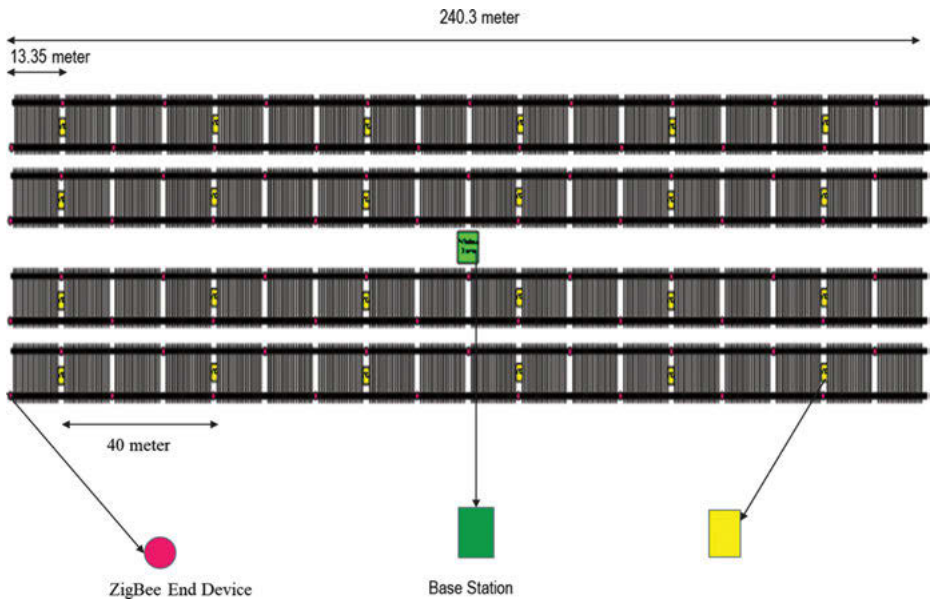 240.3 meter
13.35 meter
40 meter
ZigBee End Device
Base Station